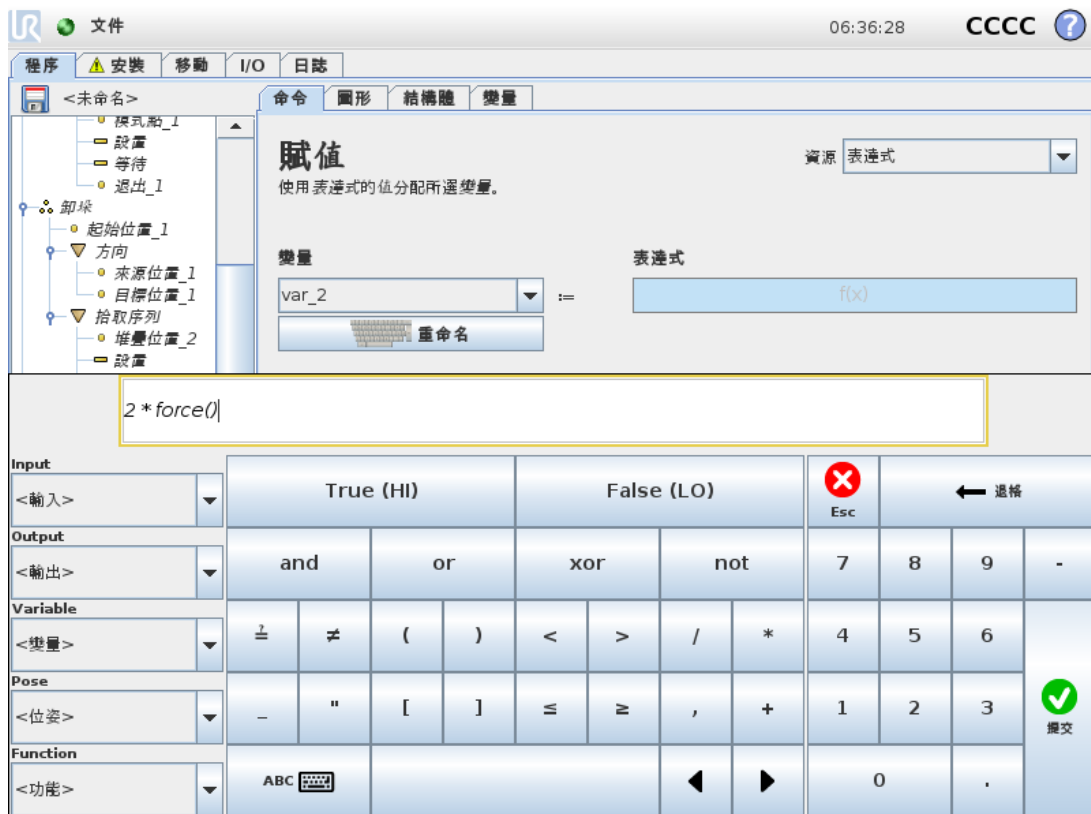 UR 文件 06:36:28 CCCC ?
程序 安裝 移動 I/O 日誌
<未命名> 命令 圖形 結構體 變量
模式點_1
設置
等待
退出_1
卸垛
起始位置_1
方向
來源位置_1
目標位置_1
拾取序列
堆疊位置_2
設置
賦值
資源 表達式
使用表達式的值分配所選變量。
變量 表達式
var_2 := f(x)
重命名
2 * force()
Input
<輸入>
Output
<輸出>
Variable
<變量>
Pose
<位姿>
Function
<功能>
True (HI) False (LO) Esc 退格
and or xor not 7 8 9 -
≟ ≠ ( ) < > / * 4 5 6
_ " [ ] ≤ ≥ , + 1 2 3 提交
ABC 0 .